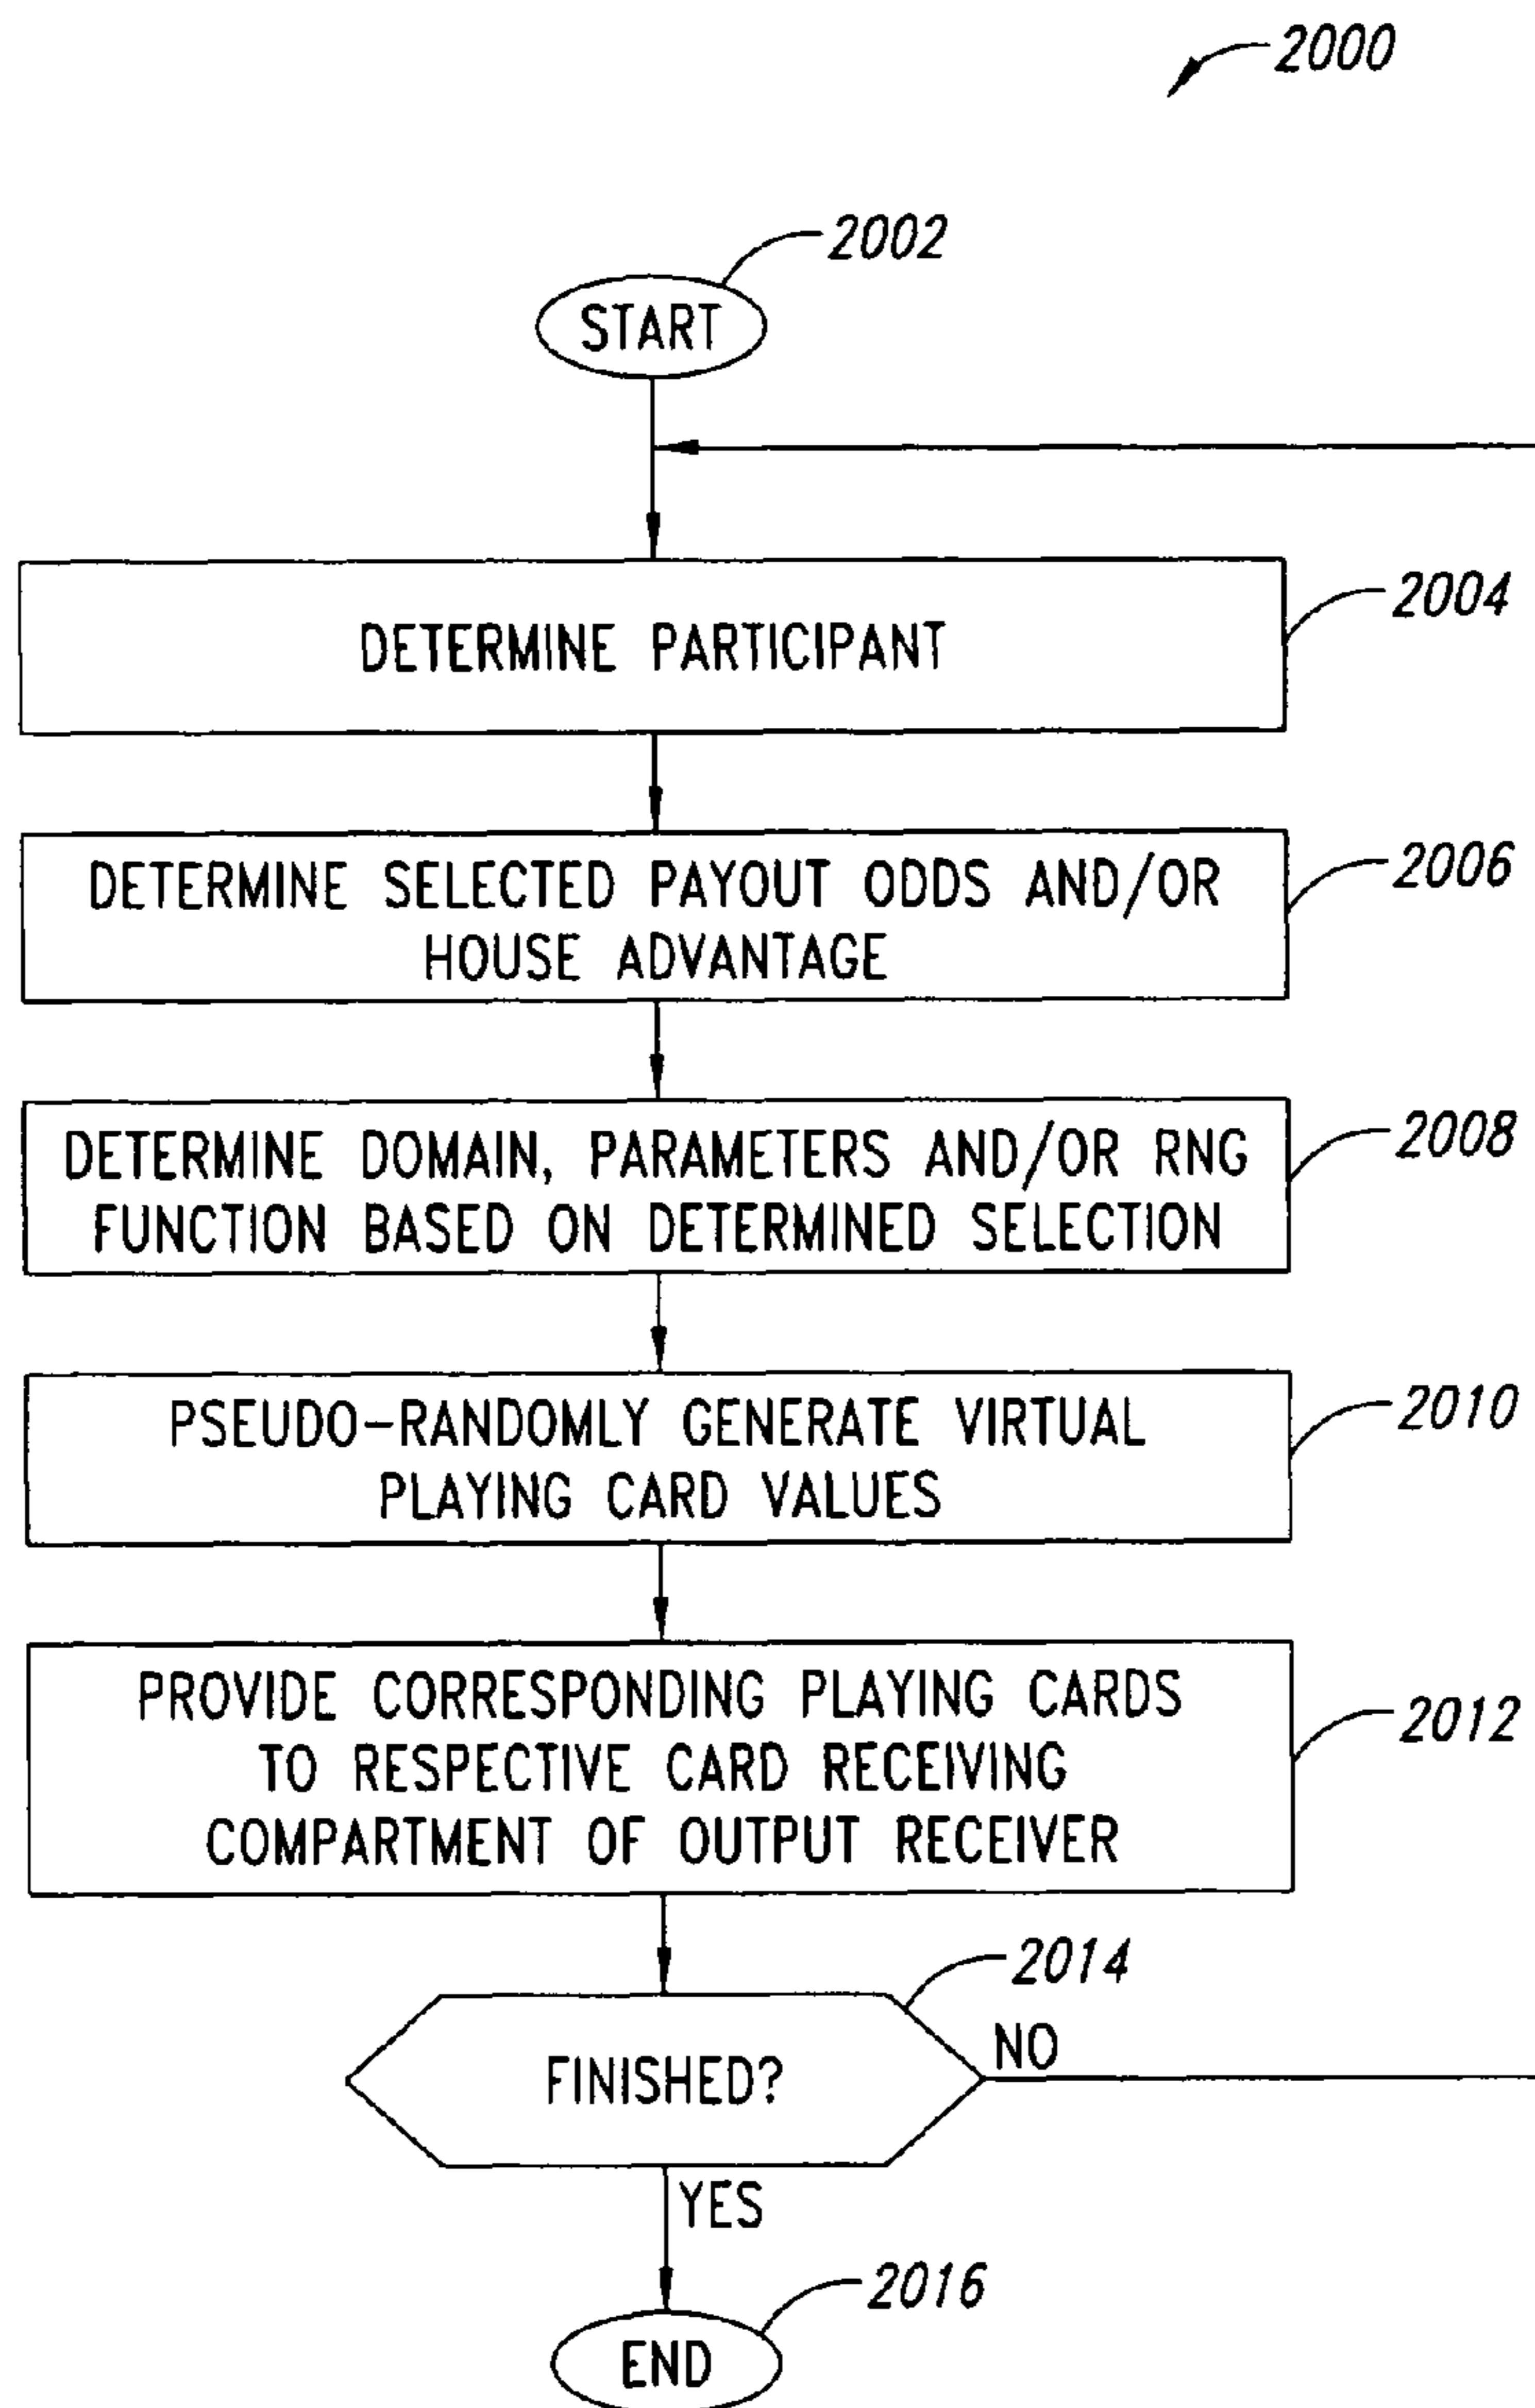 2000
2002
START
2004
DETERMINE PARTICIPANT
2006
DETERMINE SELECTED PAYOUT ODDS AND/OR
HOUSE ADVANTAGE
2008
DETERMINE DOMAIN, PARAMETERS AND/OR RNG
FUNCTION BASED ON DETERMINED SELECTION
2010
PSEUDO-RANDOMLY GENERATE VIRTUAL
PLAYING CARD VALUES
2012
PROVIDE CORRESPONDING PLAYING CARDS
TO RESPECTIVE CARD RECEIVING
COMPARTMENT OF OUTPUT RECEIVER
2014
NO
FINISHED?
YES
2016
END